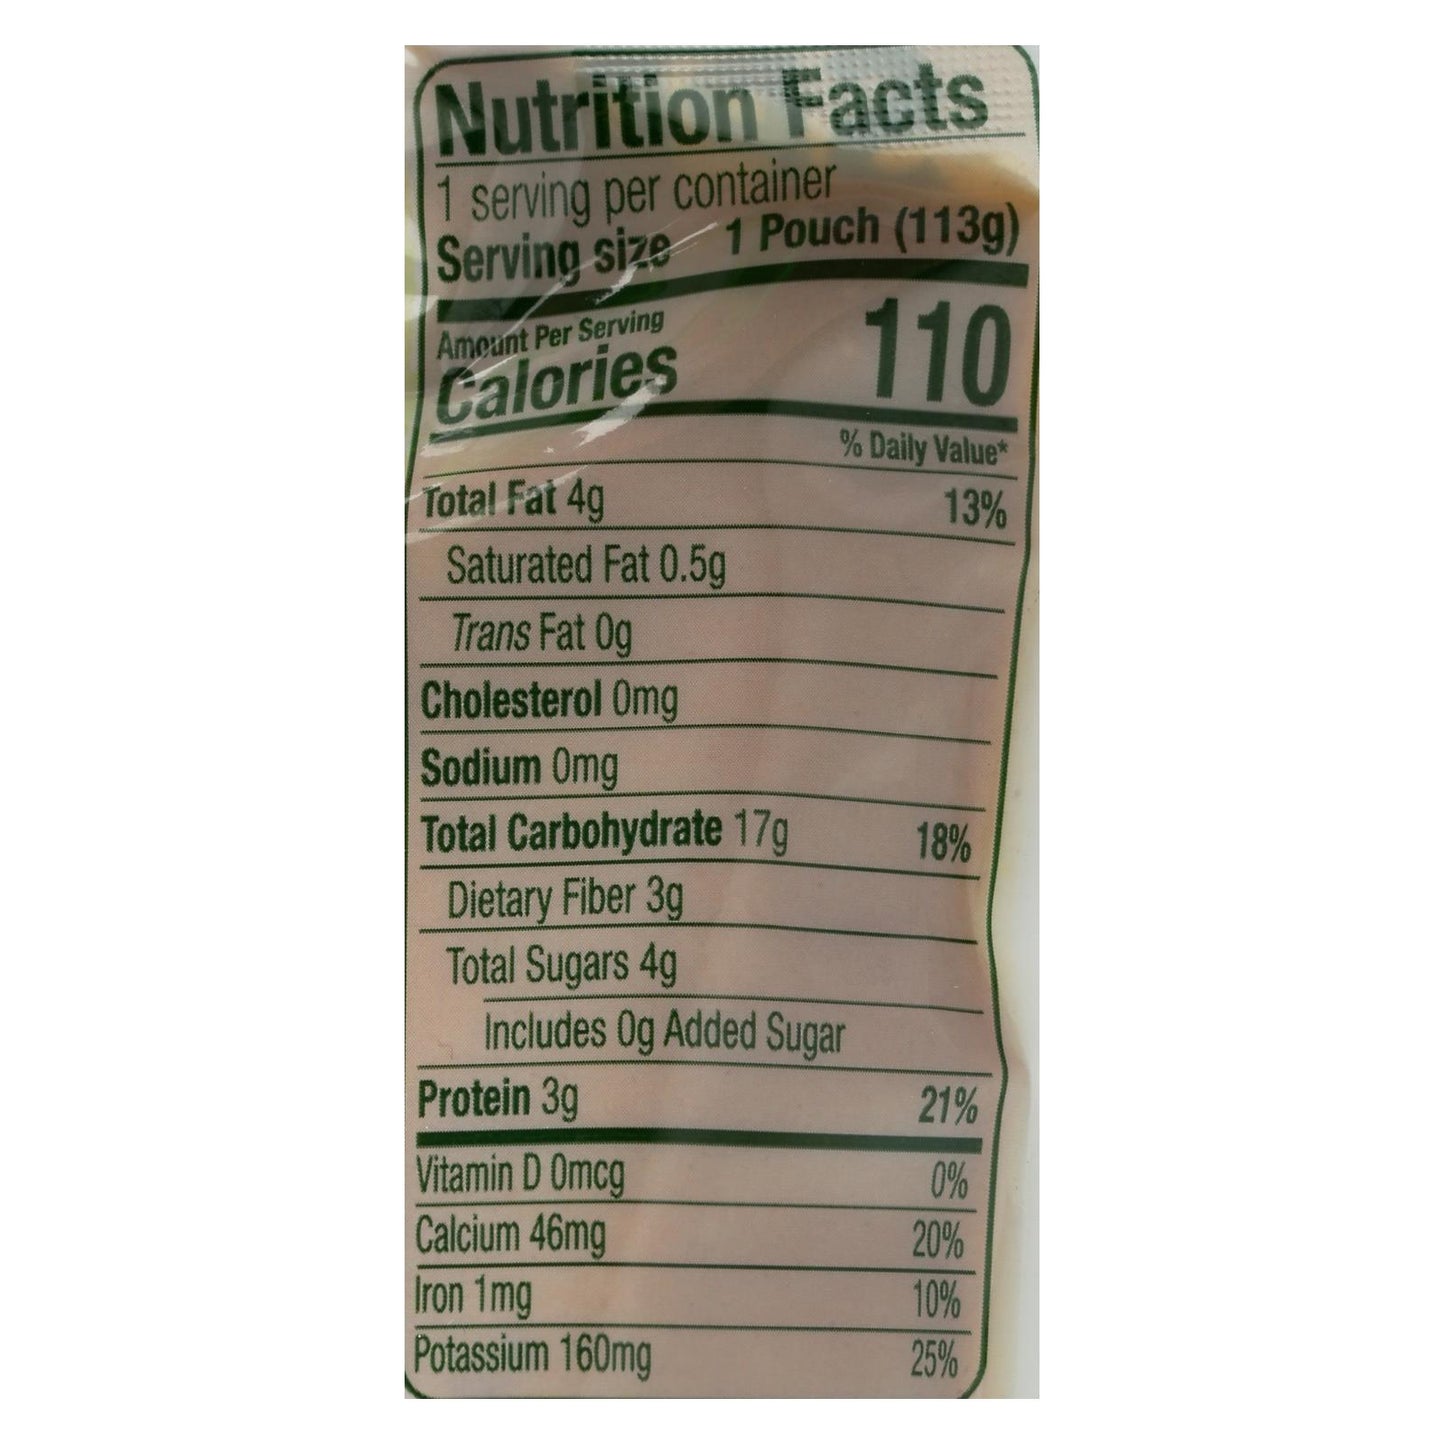 Nutrition Facts
1 serving per container
Serving size 1 Pouch (113g)
Amount Per Serving
Calories 110
% Daily Value*
Total Fat 4g 13%
Saturated Fat 0.5g
Trans Fat 0g
Cholesterol 0mg
Sodium 0mg
Total Carbohydrate 17g 18%
Dietary Fiber 3g
Total Sugars 4g
Includes 0g Added Sugar
Protein 3g 21%
Vitamin D 0mcg 0%
Calcium 46mg 20%
Iron 1mg 10%
Potassium 160mg 25%